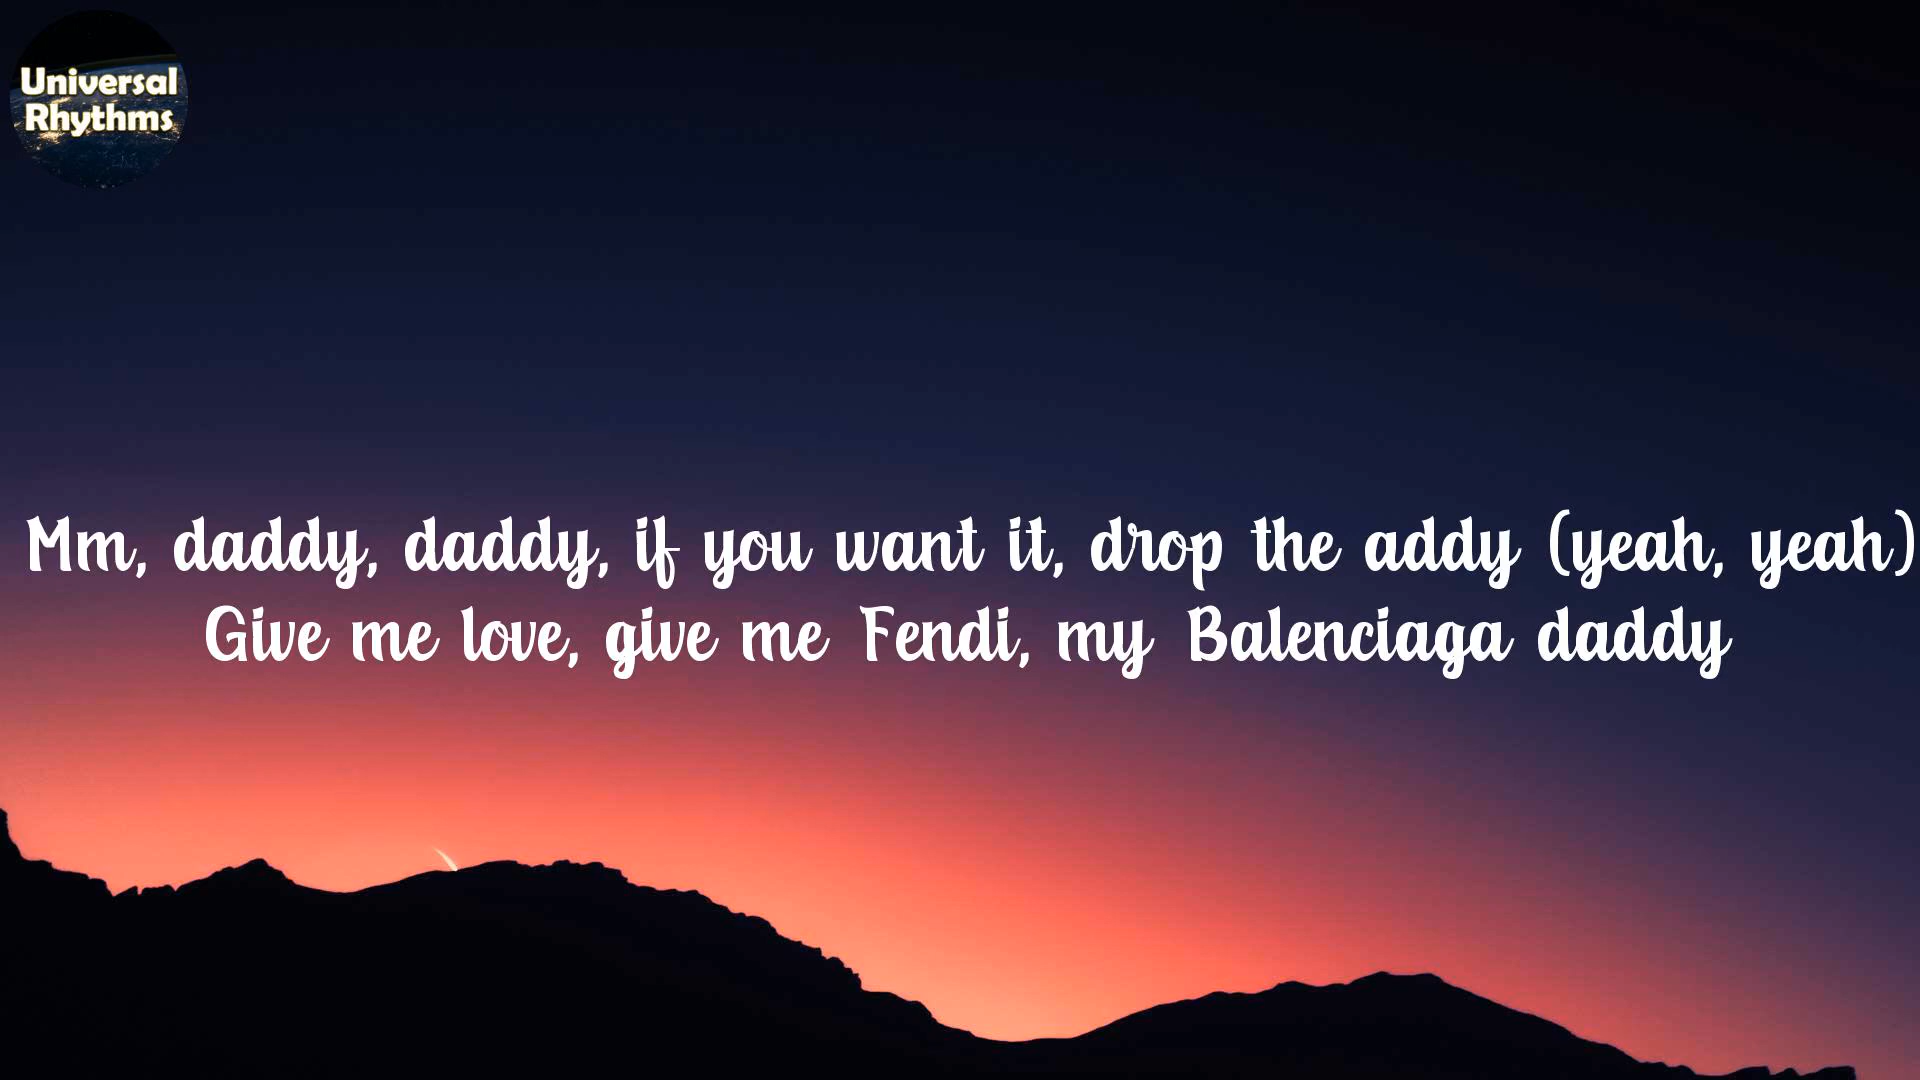 Universal
Rhythms
Mm, daddy, daddy, if you want it, drop the addy (yeah, yeah)
Give me love, give me Fendi, my Balenciaga daddy